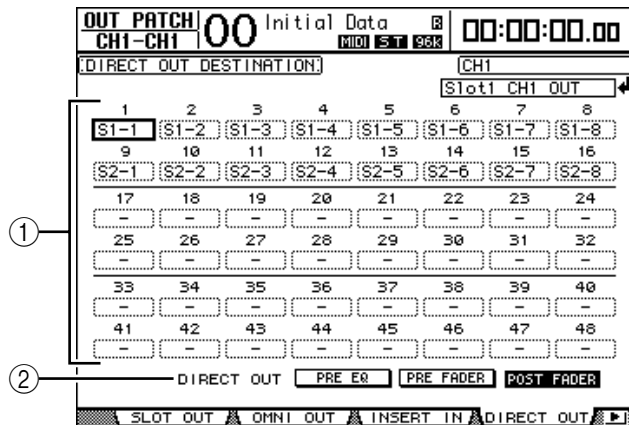 OUT PATCH 00 Initial Data R 00:00:00.00
CH1-CH1 MIDI ST 96K
DIRECT OUT DESTINATION CH1
Slot1 CH1 OUT
1 2 3 4 5 6 7 8
S1-1 S1-2 S1-3 S1-4 S1-5 S1-6 S1-7 S1-8
9 10 11 12 13 14 15 16
S2-1 S2-2 S2-3 S2-4 S2-5 S2-6 S2-7 S2-8
17 18 19 20 21 22 23 24
- - - - - - - -
① 25 26 27 28 29 30 31 32
- - - - - - - -
33 34 35 36 37 38 39 40
- - - - - - - -
41 42 43 44 45 46 47 48
- - - - - - - -
② DIRECT OUT PRE EQ PRE FADER POST FADER
SLOT OUT OMNI OUT INSERT IN DIRECT OUT